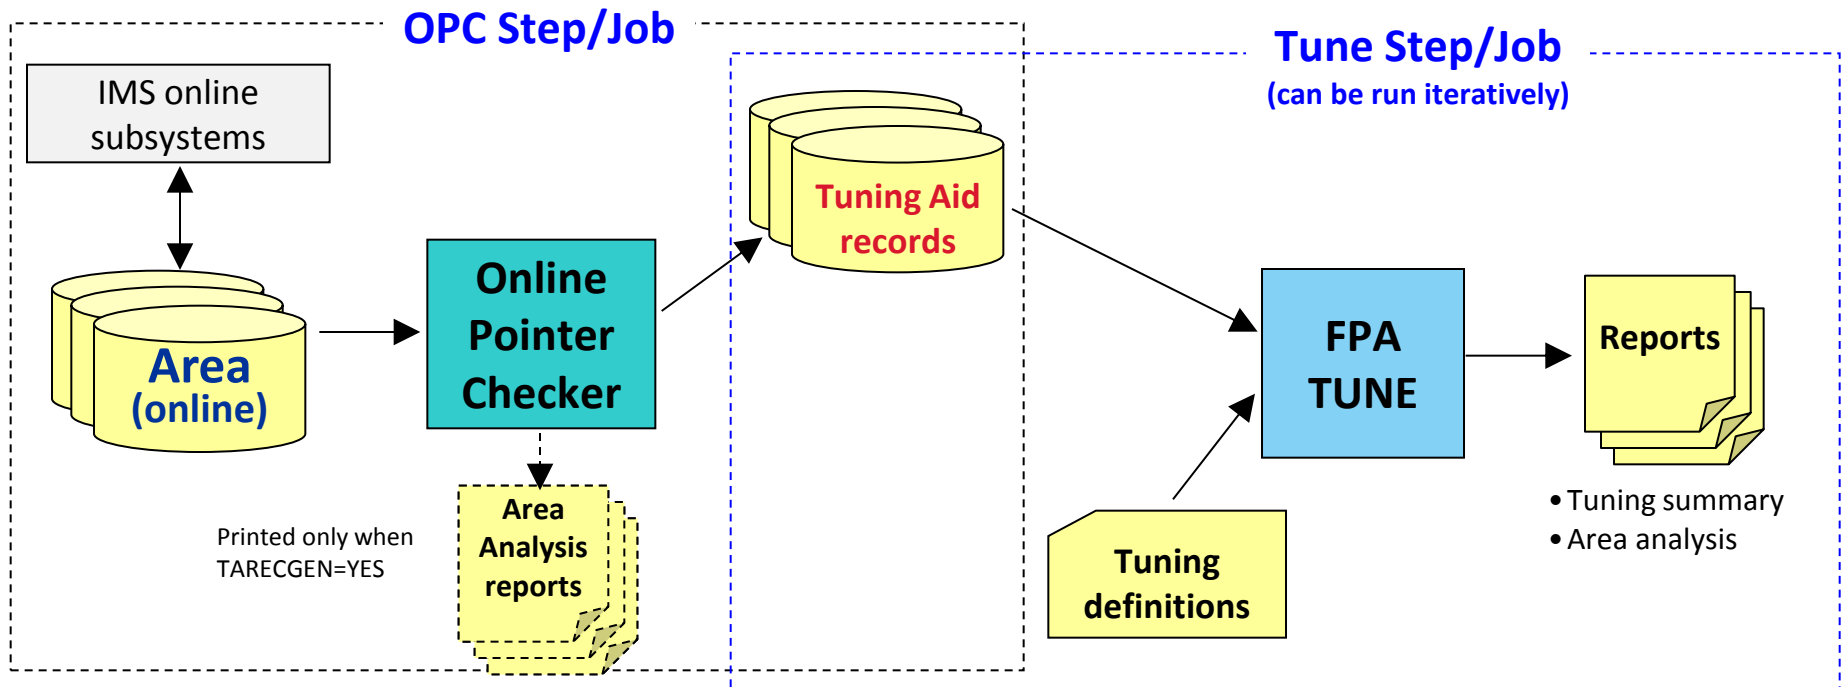 OPC Step/Job
Tune Step/Job
(can be run iteratively)
IMS online
subsystems
Area
(online)
Online
Pointer
Checker
Tuning Aid
records
FPA
TUNE
Reports
• Tuning summary
• Area analysis
Printed only when
TARECGEN=YES
Area
Analysis
reports
Tuning
definitions